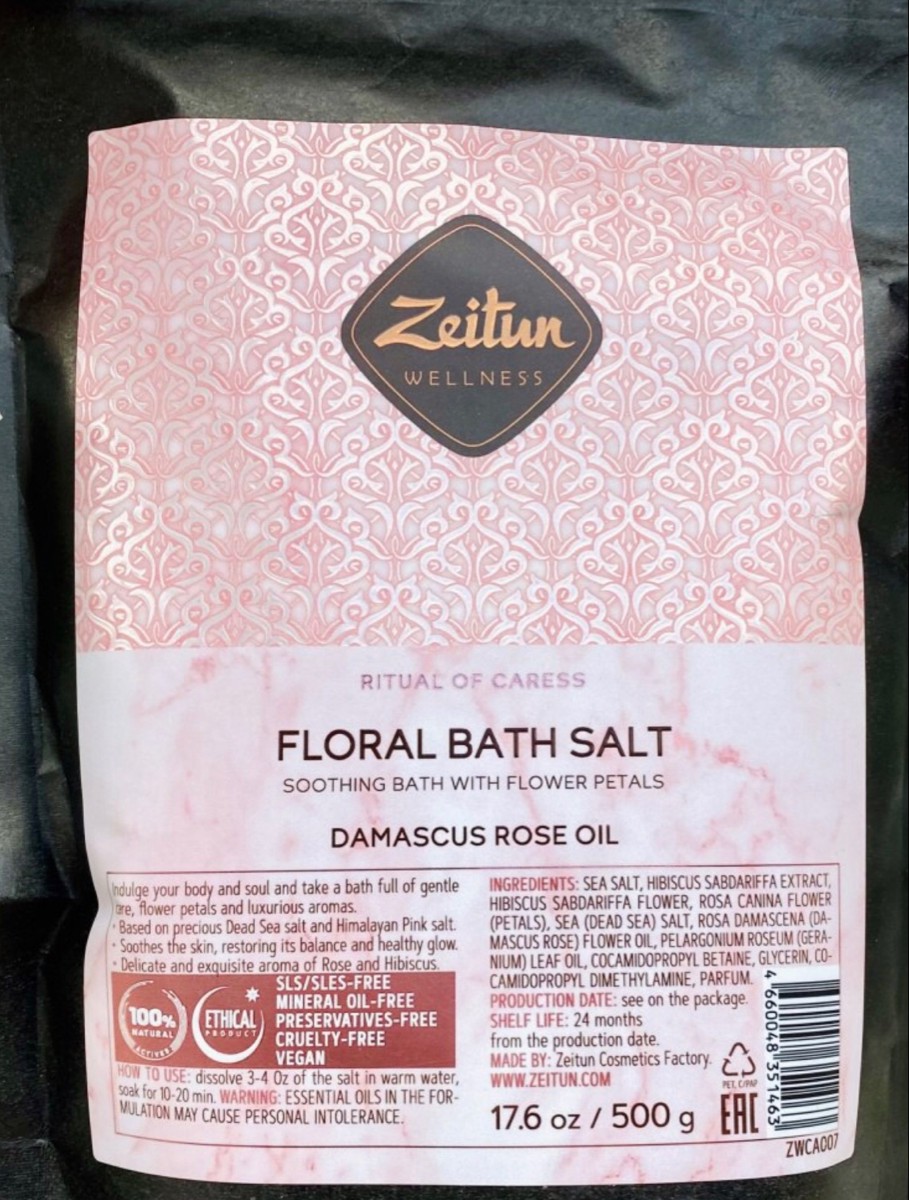 Zeitun
WELLNESS
RITUAL OF CARESS
FLORAL BATH SALT
SOOTHING BATH WITH FLOWER PETALS
DAMASCUS ROSE OIL
Indulge your body and soul and take a bath full of gentle
care, flower petals and luxurious aromas.
• Based on precious Dead Sea salt and Himalayan Pink salt.
• Soothes the skin, restoring its balance and healthy glow.
• Delicate and exquisite aroma of Rose and Hibiscus.
100%
NATURAL
ACTIVES
ETHICAL
PRODUCT
SLS/SLES-FREE
MINERAL OIL-FREE
PRESERVATIVES-FREE
CRUELTY-FREE
VEGAN
HOW TO USE: dissolve 3-4 Oz of the salt in warm water,
soak for 10-20 min. WARNING: ESSENTIAL OILS IN THE FOR-
MULATION MAY CAUSE PERSONAL INTOLERANCE.
INGREDIENTS: SEA SALT, HIBISCUS SABDARIFFA EXTRACT,
HIBISCUS SABDARIFFA FLOWER, ROSA CANINA FLOWER
(PETALS), SEA (DEAD SEA) SALT, ROSA DAMASCENA (DA-
MASCUS ROSE) FLOWER OIL, PELARGONIUM ROSEUM (GERA-
NIUM) LEAF OIL, COCAMIDOPROPYL BETAINE, GLYCERIN, CO-
CAMIDOPROPYL DIMETHYLAMINE, PARFUM.
PRODUCTION DATE: see on the package.
SHELF LIFE: 24 months
from the production date.
MADE BY: Zeitun Cosmetics Factory.
WWW.ZEITUN.COM
17.6 oz / 500 g
PET, C/PAP
EAC
4 660048 351463
ZWCA007